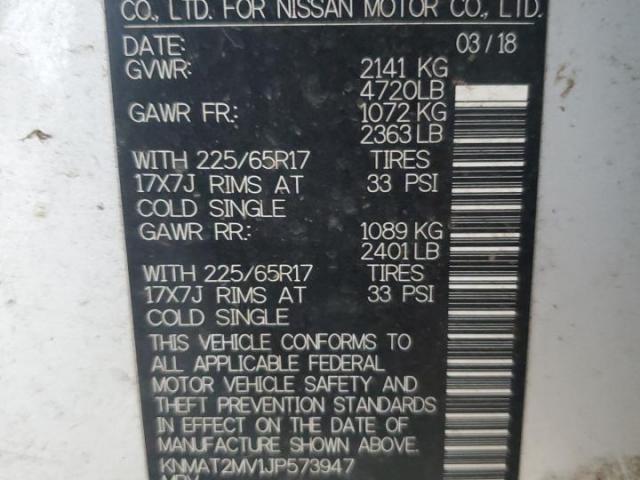 CO., LTD. FOR NISSAN MOTOR CO., LTD.
DATE: 03/18
GVWR: 2141 KG
4720LB
GAWR FR: 1072 KG
2363 LB
WITH 225/65R17 TIRES
17X7J RIMS AT 33 PSI
COLD SINGLE
GAWR RR: 1089 KG
2401 LB
WITH 225/65R17 TIRES
17X7J RIMS AT 33 PSI
COLD SINGLE
THIS VEHICLE CONFORMS TO
ALL APPLICABLE FEDERAL
MOTOR VEHICLE SAFETY AND
THEFT PREVENTION STANDARDS
IN EFFECT ON THE DATE OF
MANUFACTURE SHOWN ABOVE.
KNMAT2MV1JP573947